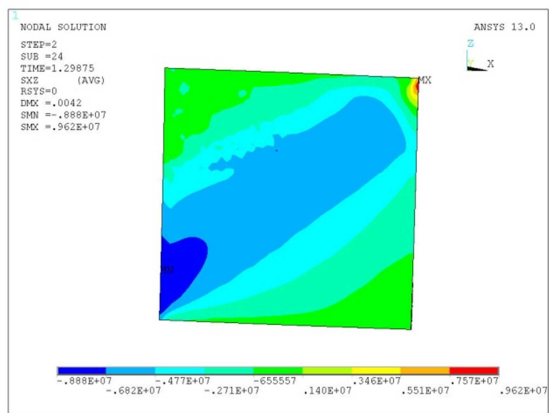 1
NODAL SOLUTION
ANSYS 13.0
STEP=2
SUB =24
TIME=1.29875
SXZ (AVG)
RSYS=0
DMX =.0042
SMN =-.888E+07
SMX =.962E+07
Z
Y
X
MX
MN
-.888E+07 -.477E+07 -655557 .346E+07 .757E+07
-.682E+07 -.271E+07 .140E+07 .551E+07 .962E+07